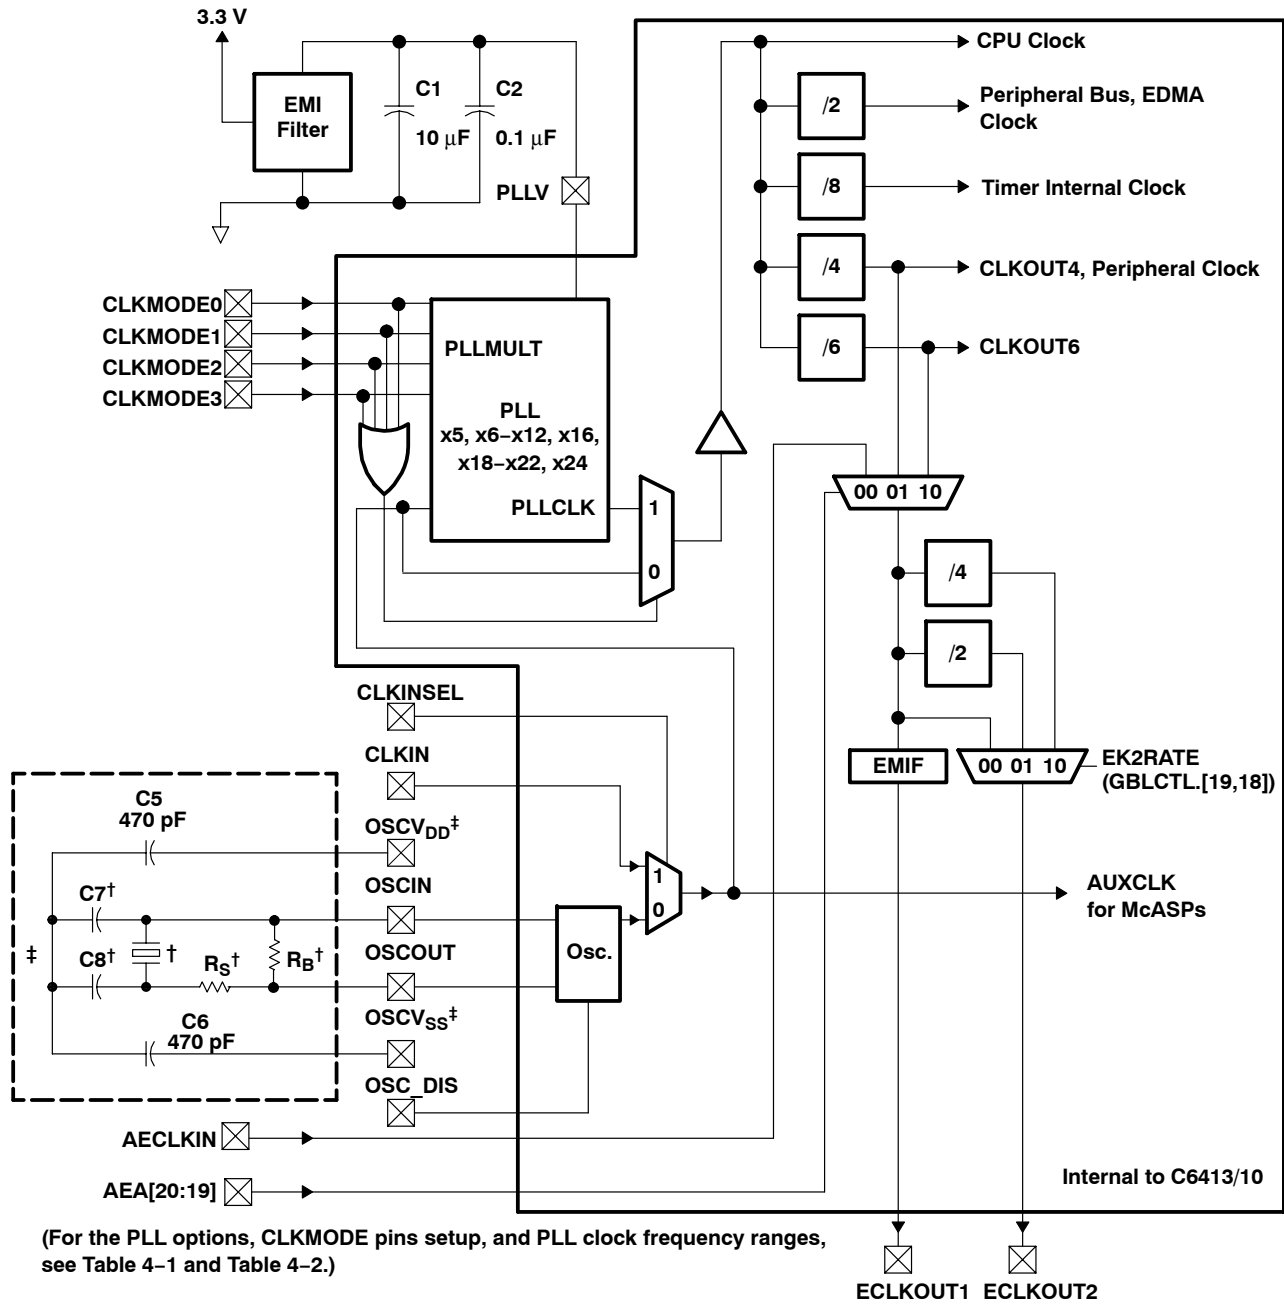 3.3 V
EMI
Filter
C1
10 µF
C2
0.1 µF
PLLV
CPU Clock
/2
Peripheral Bus, EDMA
Clock
/8
Timer Internal Clock
/4
CLKOUT4, Peripheral Clock
/6
CLKOUT6
CLKMODE0
CLKMODE1
CLKMODE2
CLKMODE3
PLLMULT
PLL
x5, x6–x12, x16,
x18–x22, x24
PLLCLK
1
0
00 01 10
/4
/2
EMIF
00 01 10
EK2RATE
(GBLCTL.[19,18])
CLKINSEL
CLKIN
C5
470 pF
OSCVDD‡
OSCIN
C7†
‡
C8†
†
RS†
RB†
OSCOUT
Osc.
1
0
AUXCLK
for McASPs
OSCVSS‡
C6
470 pF
OSC_DIS
AECLKIN
AEA[20:19]
Internal to C6413/10
(For the PLL options, CLKMODE pins setup, and PLL clock frequency ranges,
see Table 4–1 and Table 4–2.)
ECLKOUT1 ECLKOUT2